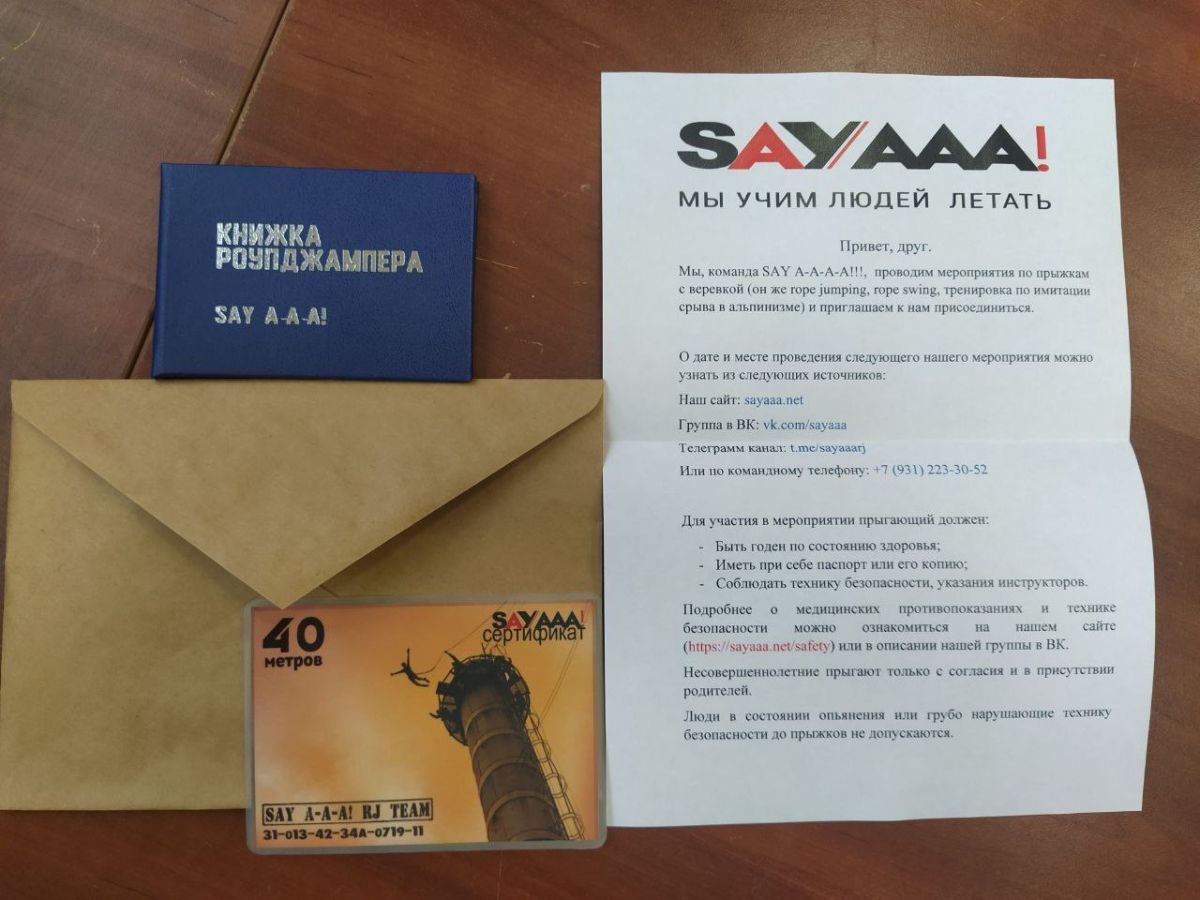 КНИЖКА
РОУПДЖАМПЕРА
SAY A-A-A!
40
метров
SAYAAA!
сертификат
SAY A-A-A! RJ TEAM
31-013-42-34A-0719-11
SAYAAA!
МЫ УЧИМ ЛЮДЕЙ ЛЕТАТЬ
Привет, друг.
Мы, команда SAY A-A-A-A!!!, проводим мероприятия по прыжкам
с веревкой (он же rope jumping, rope swing, тренировка по имитации
срыва в альпинизме) и приглашаем к нам присоединиться.
О дате и месте проведения следующего нашего мероприятия можно
узнать из следующих источников:
Наш сайт: sayaaa.net
Группа в ВК: vk.com/sayaaa
Телеграмм канал: t.me/sayaaarj
Или по командному телефону: +7 (931) 223-30-52
Для участия в мероприятии прыгающий должен:
- Быть годен по состоянию здоровья;
- Иметь при себе паспорт или его копию;
- Соблюдать технику безопасности, указания инструкторов.
Подробнее о медицинских противопоказаниях и технике
безопасности можно ознакомиться на нашем сайте
(https://sayaaa.net/safety) или в описании нашей группы в ВК.
Несовершеннолетние прыгают только с согласия и в присутствии
родителей.
Люди в состоянии опьянения или грубо нарушающие технику
безопасности до прыжков не допускаются.